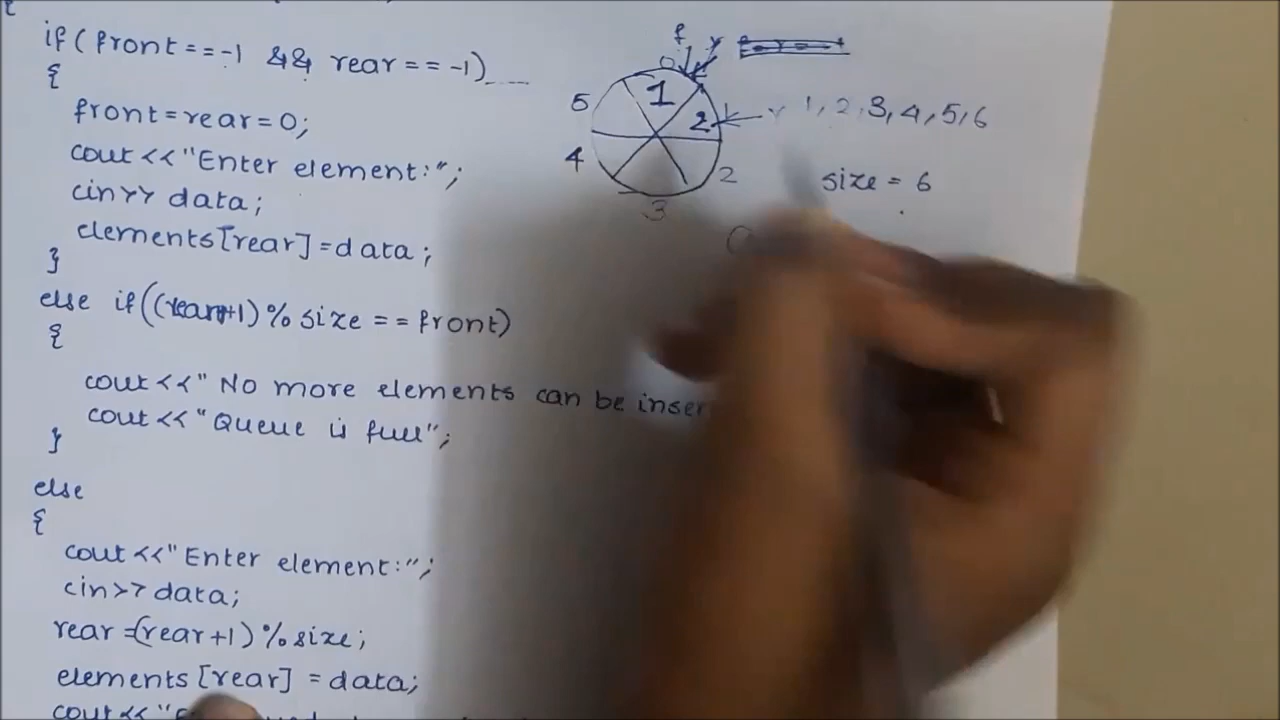 {
if(front==-1 && rear==-1)
{
front=rear=0;
cout<<"Enter element:";
cin>> data;
elements[rear]=data;
}
else if((rear+1)%size==front)
{
cout<<"No more elements can be inser
cout<<"Queue is full";
}
else
{
cout<<"Enter element:";
cin>>data;
rear=(rear+1)%size;
elements[rear]=data;
cout<<"
f r
0
5 1
2 r 1,2,3,4,5,6
4 2 size = 6
3